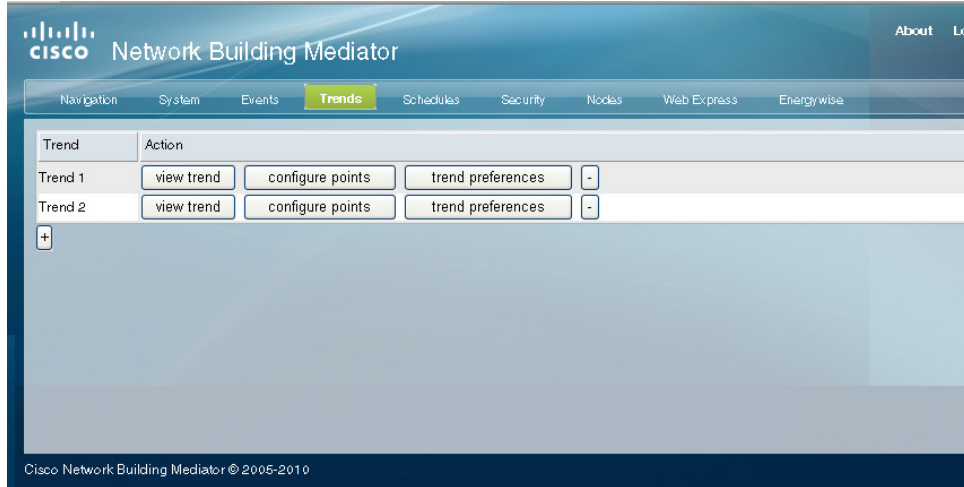 About
CISCO Network Building Mediator
Navigation System Events Trends Schedules Security Nodes Web Express Energywise
Trend Action
Trend 1 view trend configure points trend preferences -
Trend 2 view trend configure points trend preferences -
+
Cisco Network Building Mediator © 2005-2010